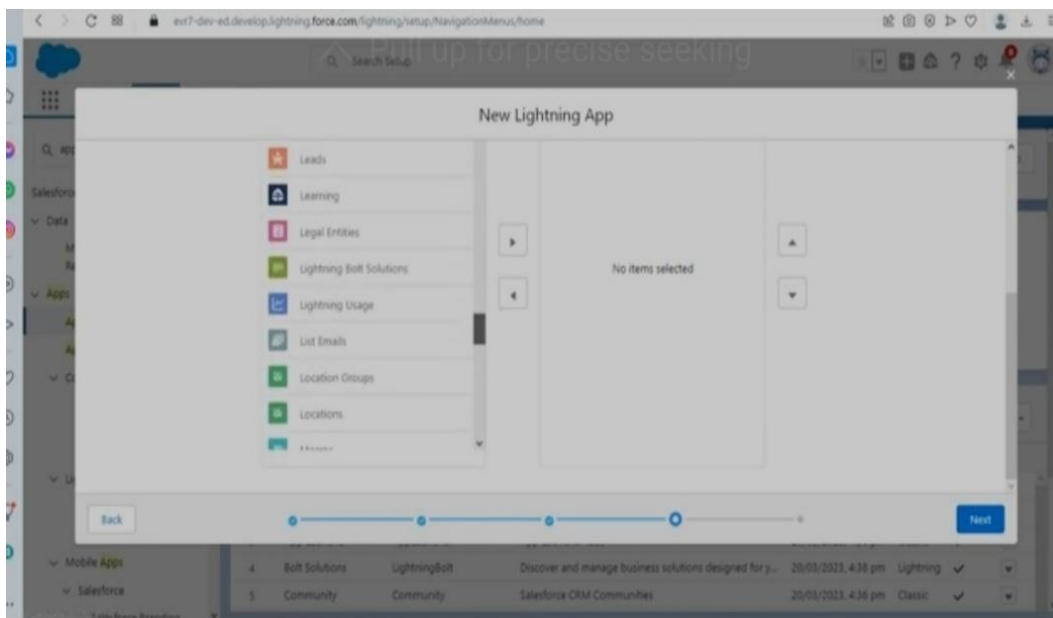 evr7-dev-ed.develop.lightning.force.com/lightning/setup/NavigationMenus/home
Pull up for precise seeking
Search Setup
New Lightning App
app
Salesforce
Data
Apps
Leads
Learning
Legal Entities
Lightning Bolt Solutions
Lightning Usage
List Emails
Location Groups
Locations
No items selected
Back
Next
Mobile Apps
4 Bolt Solutions LightningBolt Discover and manage business solutions designed for y... 20/03/2023, 4:38 pm Lightning
Salesforce
5 Community Community Salesforce CRM Communities 20/03/2023, 4:36 pm Classic